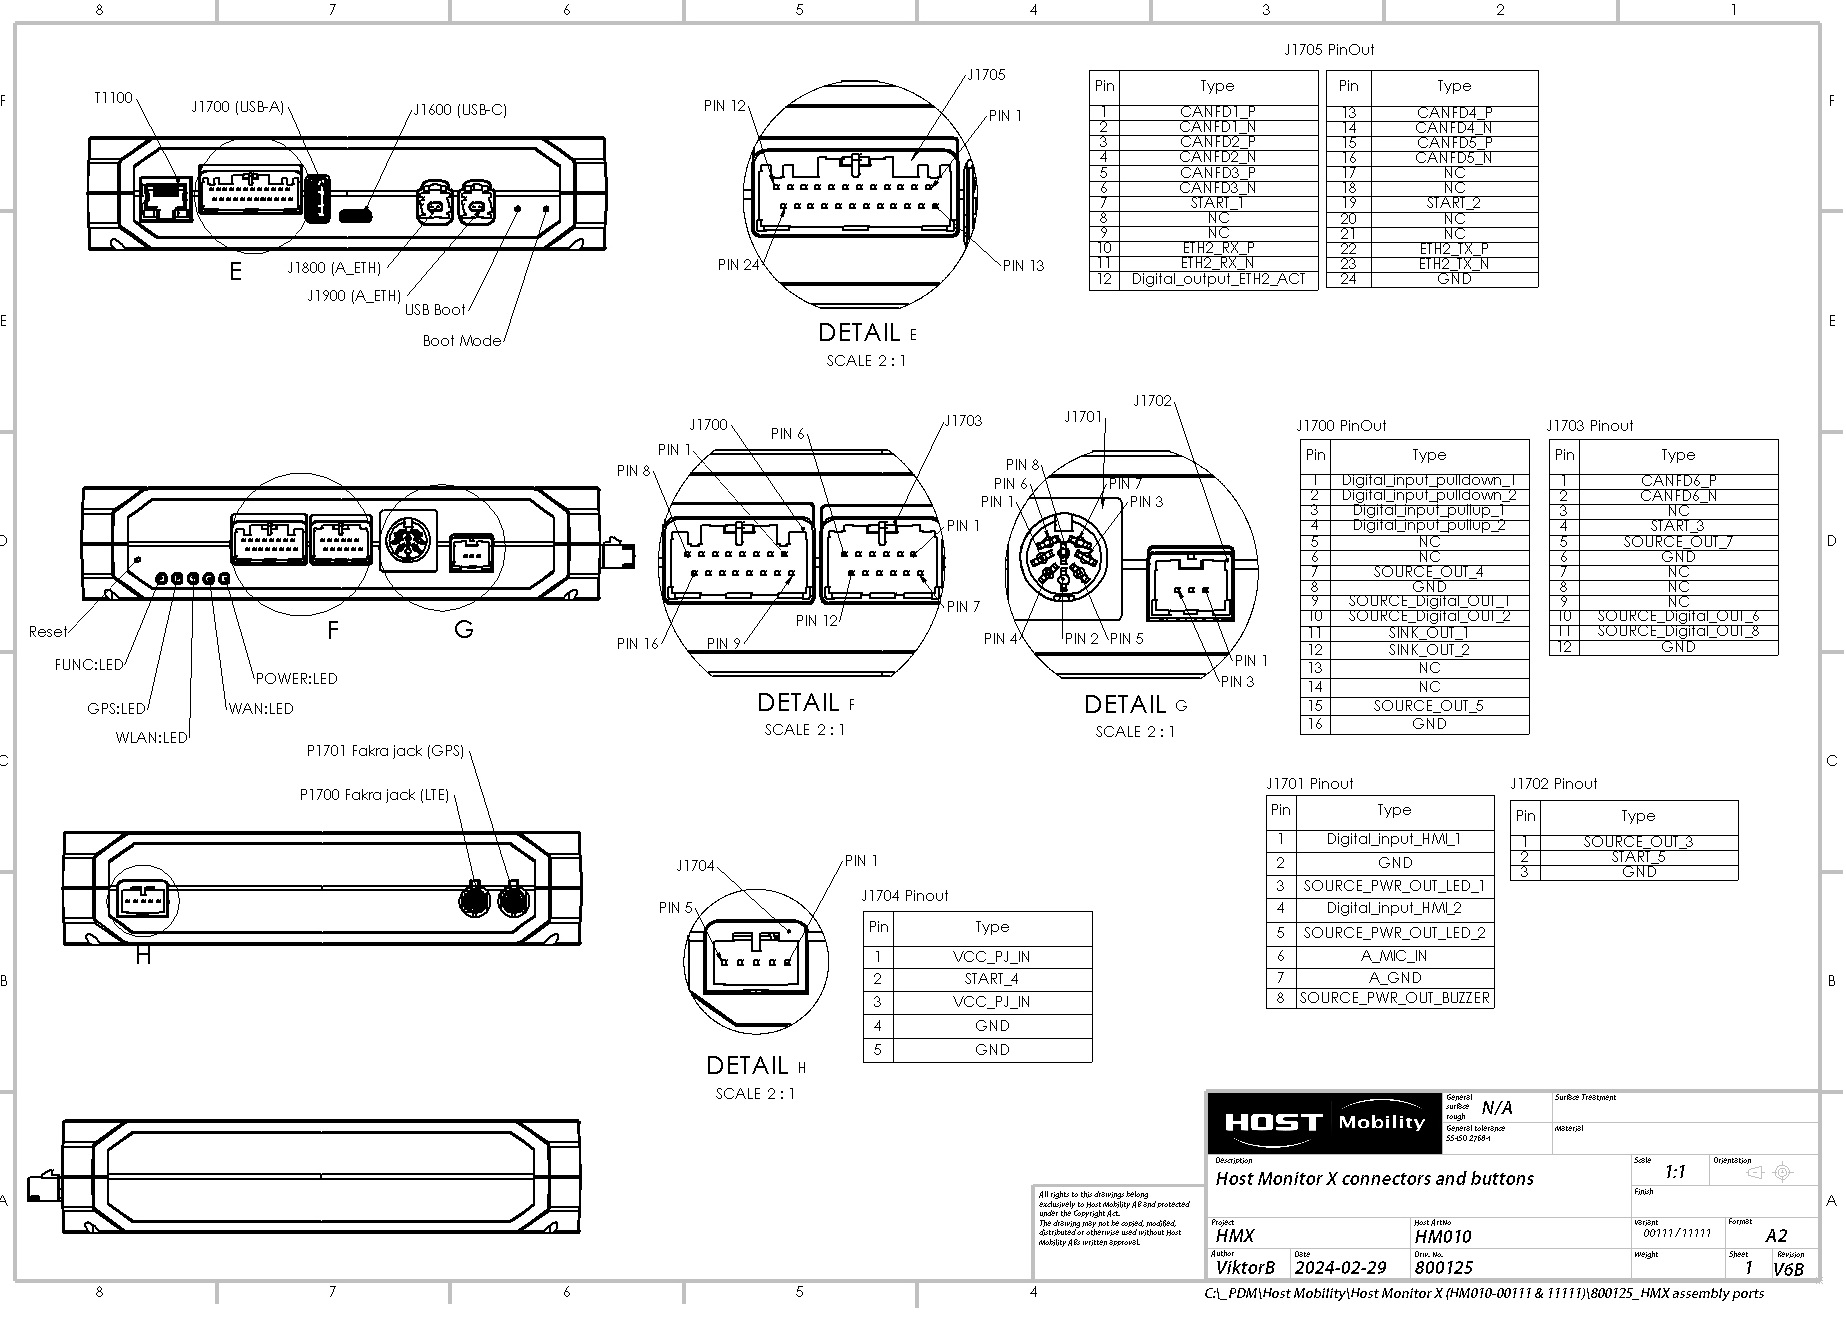 8 7 6 5 4 3 2 1
F
E
D
C
B
A
T1100
J1700 (USB-A)
J1600 (USB-C)
E
J1800 (A_ETH)
J1900 (A_ETH)
USB Boot
Boot Mode
J1705
PIN 12
PIN 1
PIN 24
PIN 13
DETAIL E
SCALE 2 : 1
J1705 PinOut
Pin Type Pin Type
1 CANFD1_P 13 CANFD4_P
2 CANFD1_N 14 CANFD4_N
3 CANFD2_P 15 CANFD5_P
4 CANFD2_N 16 CANFD5_N
5 CANFD3_P 17 NC
6 CANFD3_N 18 NC
7 START_1 19 START_2
8 NC 20 NC
9 NC 21 NC
10 ETH2_RX_P 22 ETH2_TX_P
11 ETH2_RX_N 23 ETH2_TX_N
12 Digital_output_ETH2_ACT 24 GND
F
G
Reset
FUNC:LED
GPS:LED
WLAN:LED
WAN:LED
POWER:LED
J1700
J1703
PIN 6
PIN 1
PIN 8
PIN 1
PIN 7
PIN 12
PIN 16
PIN 9
DETAIL F
SCALE 2 : 1
J1702
J1701
PIN 8
PIN 6
PIN 7
PIN 1
PIN 3
PIN 4
PIN 2
PIN 5
PIN 1
PIN 3
DETAIL G
SCALE 2 : 1
J1700 PinOut
Pin Type
1 Digital_input_pulldown_1
2 Digital_input_pulldown_2
3 Digital_input_pullup_1
4 Digital_input_pullup_2
5 NC
6 NC
7 SOURCE_OUT_4
8 GND
9 SOURCE_Digital_OUT_1
10 SOURCE_Digital_OUT_2
11 SINK_OUT_1
12 SINK_OUT_2
13 NC
14 NC
15 SOURCE_OUT_5
16 GND
J1703 Pinout
Pin Type
1 CANFD6_P
2 CANFD6_N
3 NC
4 START_3
5 SOURCE_OUT_7
6 GND
7 NC
8 NC
9 NC
10 SOURCE_Digital_OUT_6
11 SOURCE_Digital_OUT_8
12 GND
P1701 Fakra jack (GPS)
P1700 Fakra jack (LTE)
H
J1704
PIN 1
PIN 5
DETAIL H
SCALE 2 : 1
J1704 Pinout
Pin Type
1 VCC_PJ_IN
2 START_4
3 VCC_PJ_IN
4 GND
5 GND
J1701 Pinout
Pin Type
1 Digital_input_HMI_1
2 GND
3 SOURCE_PWR_OUT_LED_1
4 Digital_input_HMI_2
5 SOURCE_PWR_OUT_LED_2
6 A_MIC_IN
7 A_GND
8 SOURCE_PWR_OUT_BUZZER
J1702 Pinout
Pin Type
1 SOURCE_OUT_3
2 START_5
3 GND
All rights to this drawings belong
exclusively to Host Mobility AB and protected
under the Copyright Act.
The drawing may not be copied, modified,
distributed or otherwise used without Host
Mobility ABs written approval.
HOST Mobility
General
surface
rough
N/A
Surface Treatment
General tolerance
SS-ISO 2768-1
Material
Description
Host Monitor X connectors and buttons
Scale
1:1
Orientation
Finish
Project
HMX
Host ArtNo
HM010
Variant
00111 / 11111
Format
A2
Author
ViktorB
Date
2024-02-29
Drw. No.
800125
Weight
Sheet
1
Revision
V6B
8 7 6 5 4
C:\_PDM\Host Mobility\Host Monitor X (HM010-00111 & 11111)\800125_HMX assembly ports
F
E
D
C
B
A